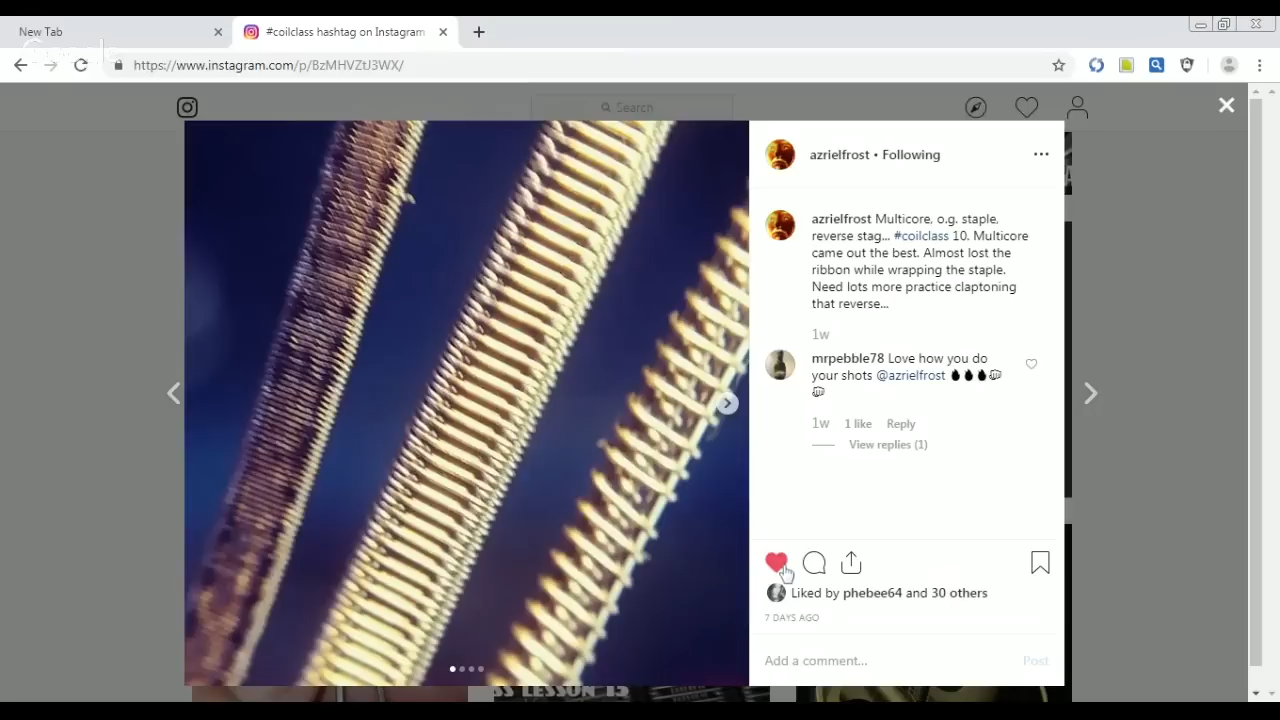 New Tab
#coilclass hashtag on Instagram
https://www.instagram.com/p/BzMHVZtJ3WX/
Search
azrielfrost • Following
azrielfrost Multicore, o.g. staple,
reverse stag... #coilclass 10. Multicore
came out the best. Almost lost the
ribbon while wrapping the staple.
Need lots more practice claptoning
that reverse...
1w
mrpebble78 Love how you do
your shots @azrielfrost
1w 1 like Reply
View replies (1)
Liked by phebee64 and 30 others
7 DAYS AGO
Add a comment... Post
SS LESSON 15